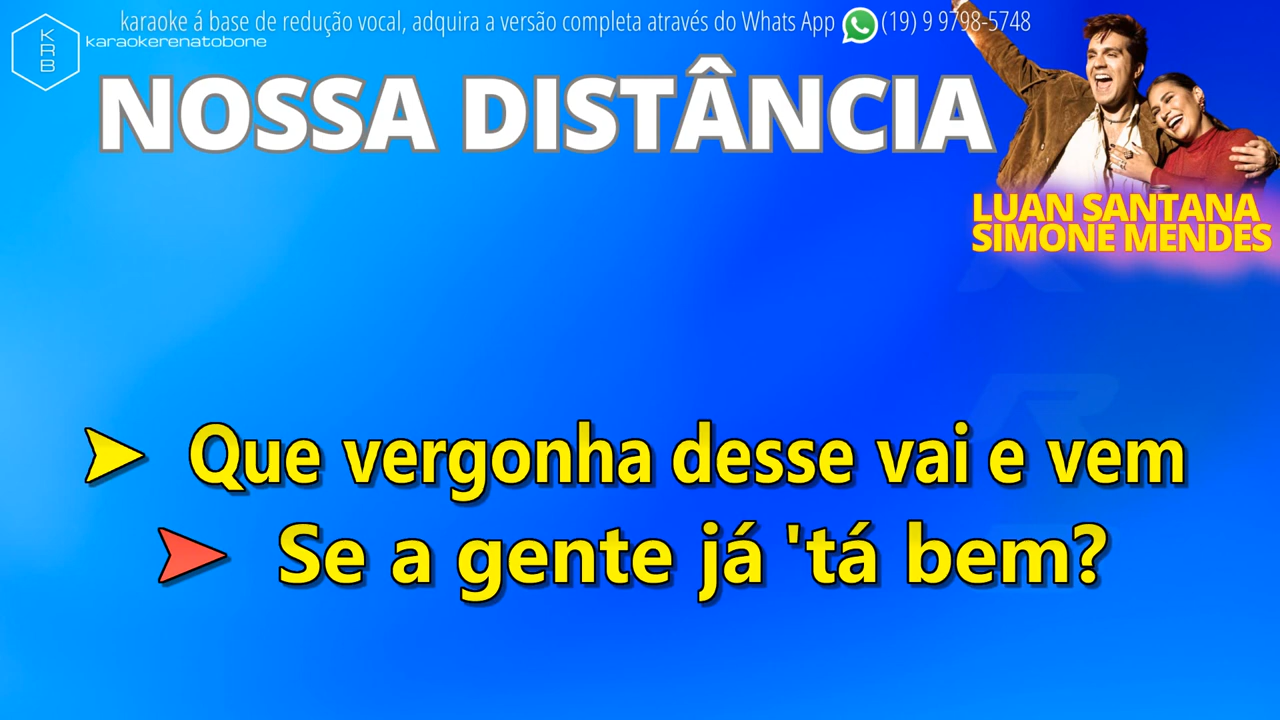 karaoke á base de redução vocal, adquira a versão completa através do Whats App (19) 9 9798-5748
KRB
karaokerenatobone
NOSSA DISTÂNCIA
LUAN SANTANA
SIMONE MENDES
Que vergonha desse vai e vem
Se a gente já 'tá bem?